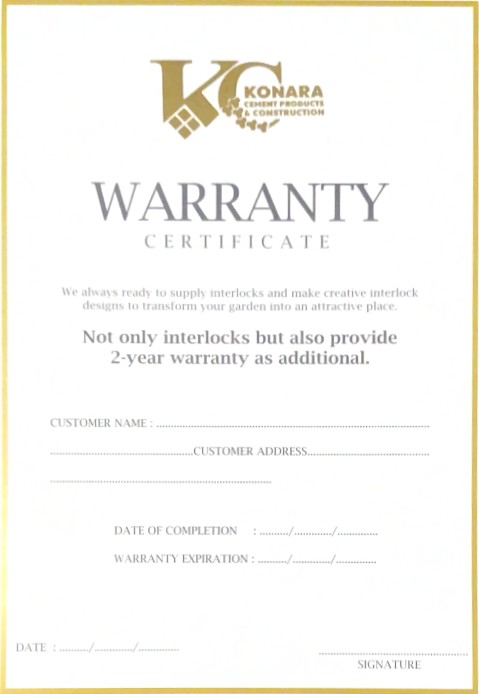 KC KONARA
CEMENT PRODUCTS
& CONSTRUCTION
WARRANTY
CERTIFICATE
We always ready to supply interlocks and make creative interlock
designs to transform your garden into an attractive place.
Not only interlocks but also provide
2-year warranty as additional.
CUSTOMER NAME : ................................................................................
..........................................CUSTOMER ADDRESS....................................
.................................................................
DATE OF COMPLETION : ........./............./.............
WARRANTY EXPIRATION : ........./............./.............
DATE : ........./............./.............
............................................
SIGNATURE